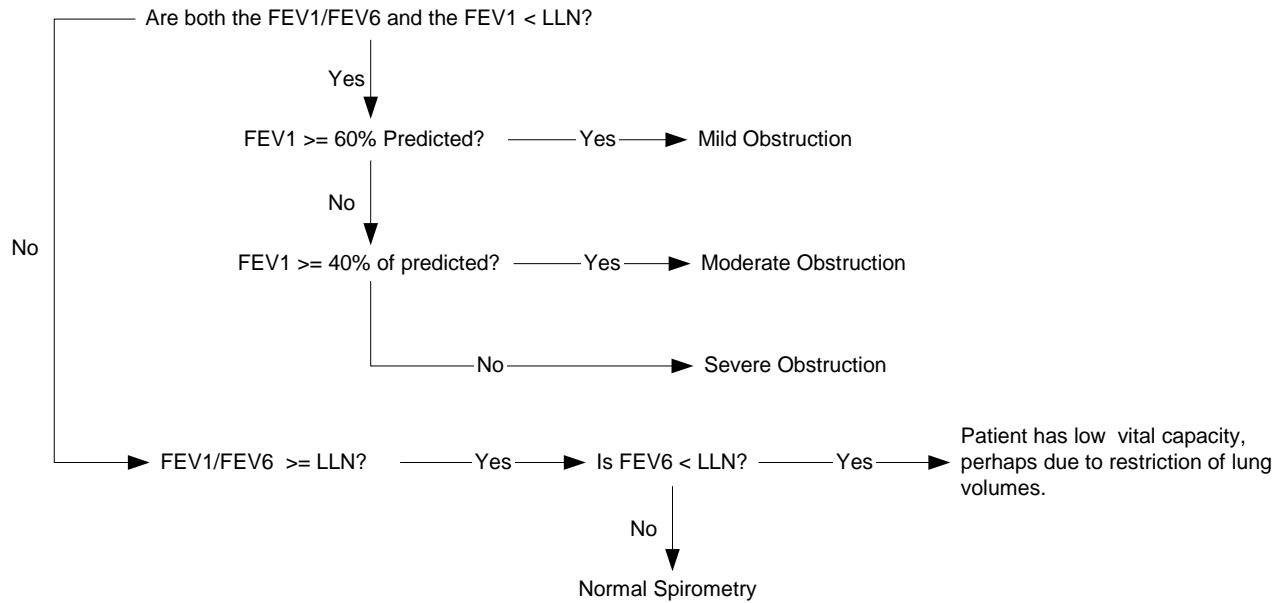 Are both the FEV1/FEV6 and the FEV1 < LLN?
Yes
FEV1 >= 60% Predicted?
Yes
Mild Obstruction
No
No
FEV1 >= 40% of predicted?
Yes
Moderate Obstruction
No
Severe Obstruction
FEV1/FEV6 >= LLN?
Yes
Is FEV6 < LLN?
Yes
Patient has low vital capacity,
perhaps due to restriction of lung
volumes.
No
Normal Spirometry